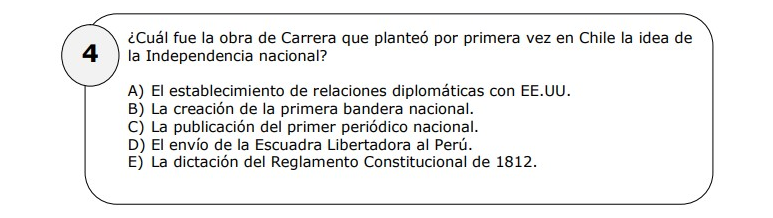 4
¿Cuál fue la obra de Carrera que planteó por primera vez en Chile la idea de
la Independencia nacional?
A) El establecimiento de relaciones diplomáticas con EE.UU.
B) La creación de la primera bandera nacional.
C) La publicación del primer periódico nacional.
D) El envío de la Escuadra Libertadora al Perú.
E) La dictación del Reglamento Constitucional de 1812.